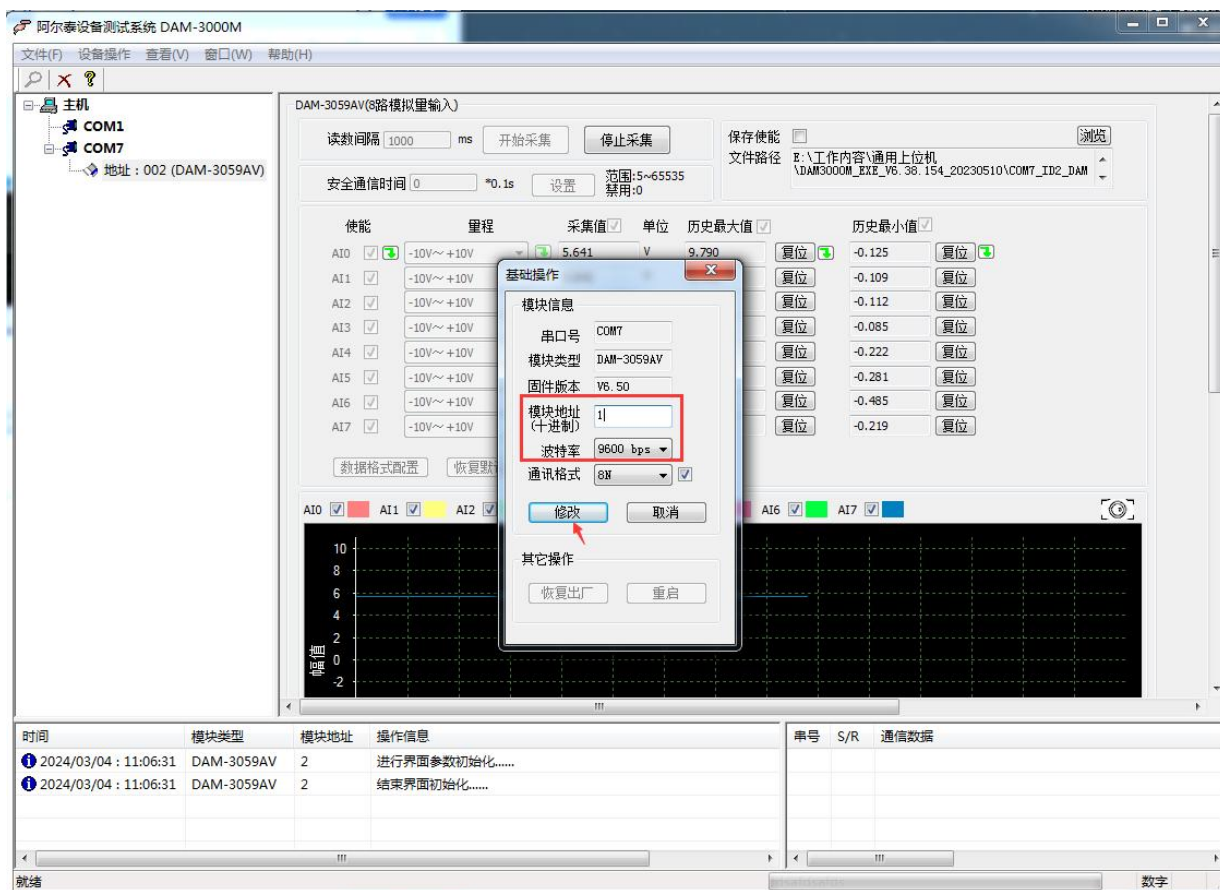 阿尔泰设备测试系统 DAM-3000M
文件(F) 设备操作 查看(V) 窗口(W) 帮助(H)
主机
COM1
COM7
地址：002 (DAM-3059AV)
DAM-3059AV(8路模拟量输入)
读数间隔 1000 ms 开始采集 停止采集
保存使能 浏览
文件路径 E:\工作内容\通用上位机
\DAM3000M_EXE_V6.38.154_20230510\COM7_ID2_DAM
安全通信时间 0 *0.1s 设置 范围:5~65535
禁用:0
使能 量程 采集值 单位 历史最大值 历史最小值
AI0 -10V～+10V 5.641 V 9.790 复位 -0.125 复位
AI1 -10V～+10V 复位 -0.109 复位
AI2 -10V～+10V 复位 -0.112 复位
AI3 -10V～+10V 复位 -0.085 复位
AI4 -10V～+10V 复位 -0.222 复位
AI5 -10V～+10V 复位 -0.281 复位
AI6 -10V～+10V 复位 -0.485 复位
AI7 -10V～+10V 复位 -0.219 复位
数据格式配置 恢复默
基础操作
模块信息
串口号 COM7
模块类型 DAM-3059AV
固件版本 V6.50
模块地址 1
(十进制)
波特率 9600 bps
通讯格式 8N
修改 取消
其它操作
恢复出厂 重启
AI0 AI1 AI2 AI6 AI7
10
8
6
4
2
0
-2
幅值
时间 模块类型 模块地址 操作信息
2024/03/04 : 11:06:31 DAM-3059AV 2 进行界面参数初始化......
2024/03/04 : 11:06:31 DAM-3059AV 2 结束界面初始化......
串号 S/R 通信数据
就绪 数字